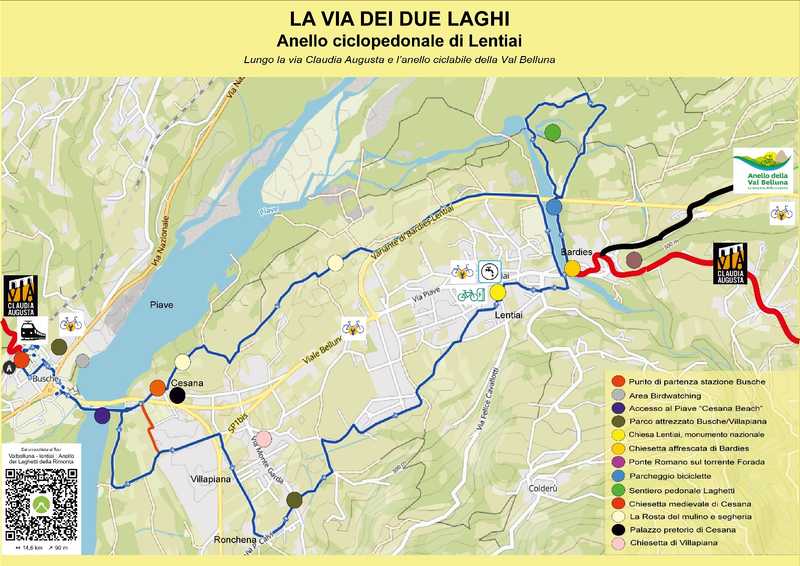 LA VIA DEI DUE LAGHI
Anello ciclopedonale di Lentiai
Lungo la via Claudia Augusta e l'anello ciclabile della Val Belluna
Via Na
Anello della
Val Belluna
Piave
Variante di Bardies-Lentiai
Via Nazionale
Bardies
300 m
VIA
CLAUDIA
AUGUSTA
VIA
CLAUDIA
AUGUSTA
Piave
iai
Via Piave
Lentiai
Viale Belluno
A
Busche
Cesana
SP1bis
Via Felice Cavallotti
Via Monte Garda
Villapiana
Colderù
Ronchena
Valbelluna - lentiai : Anello
dei Laghetti della Rimonta
14,6 km 90 m
Punto di partenza stazione Busche
Area Birdwatching
Accesso al Piave "Cesana Beach"
Parco attrezzato Busche/Villapiana
Chiesa Lentiai, monumento nazionale
Chiesetta affrescata di Bardies
Ponte Romano sul torrente Forada
Parcheggio biciclette
Sentiero pedonale Laghetti
Chiesetta medievale di Cesana
La Rosta del mulino e segheria
Palazzo pretorio di Cesana
Chiesetta di Villapiana